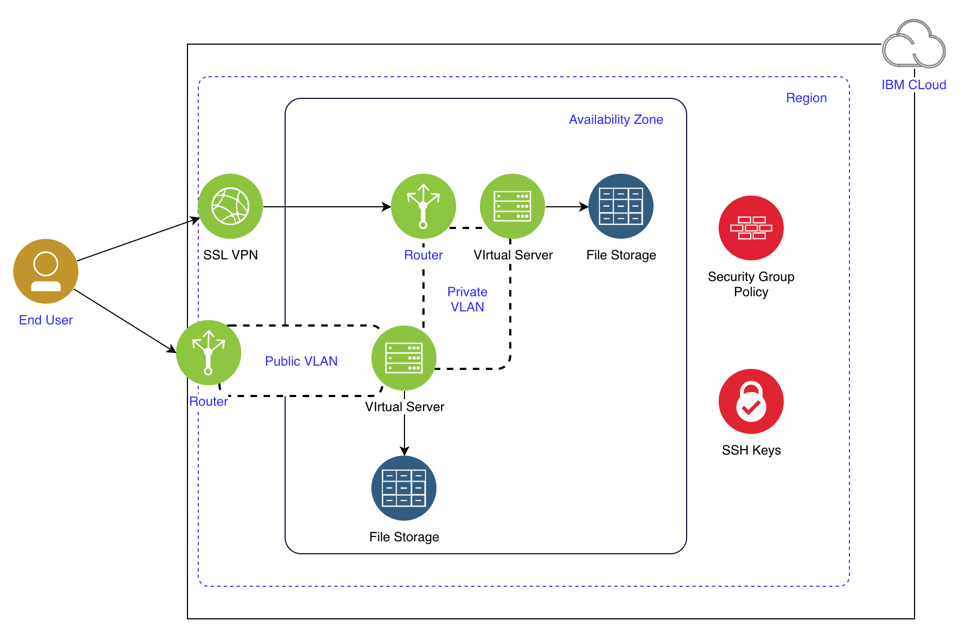 IBM CLoud
Region
Availability Zone
SSL VPN
Router
VIrtual Server
File Storage
Security Group
Policy
Private
VLAN
End User
Public VLAN
Router
VIrtual Server
SSH Keys
File Storage